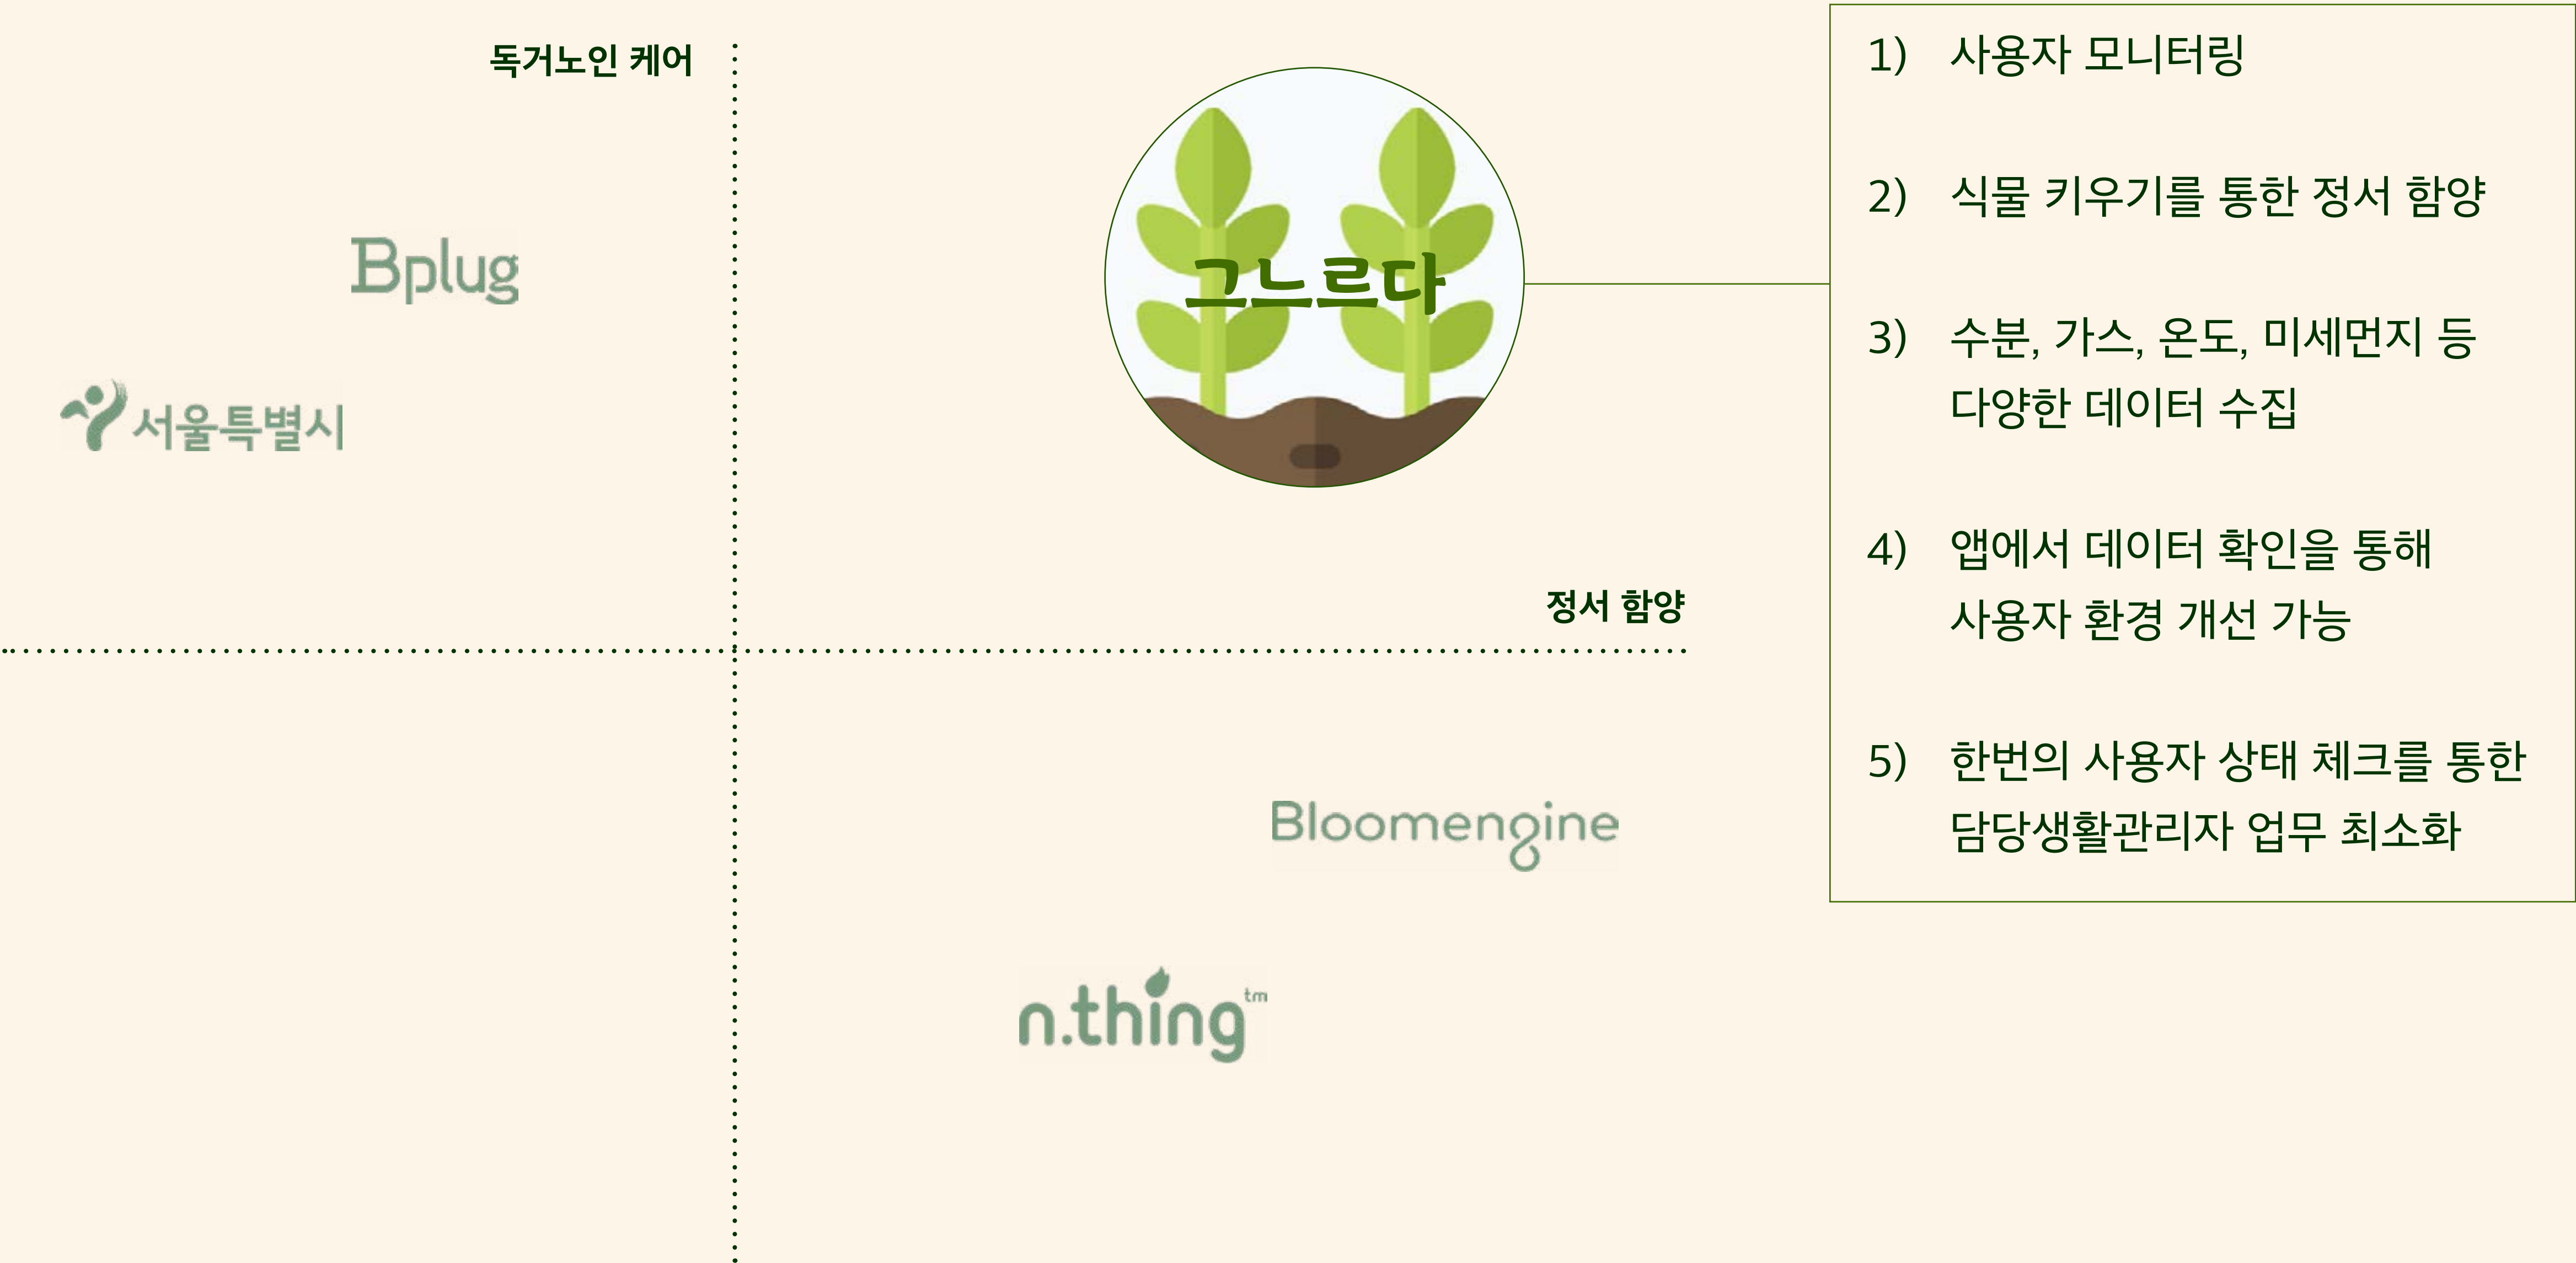 독거노인 케어
Bplug
서울특별시
그느르다
정서 함양
Bloomengine
n.thing tm
1) 사용자 모니터링
2) 식물 키우기를 통한 정서 함양
3) 수분, 가스, 온도, 미세먼지 등
다양한 데이터 수집
4) 앱에서 데이터 확인을 통해
사용자 환경 개선 가능
5) 한번의 사용자 상태 체크를 통한
담당생활관리자 업무 최소화